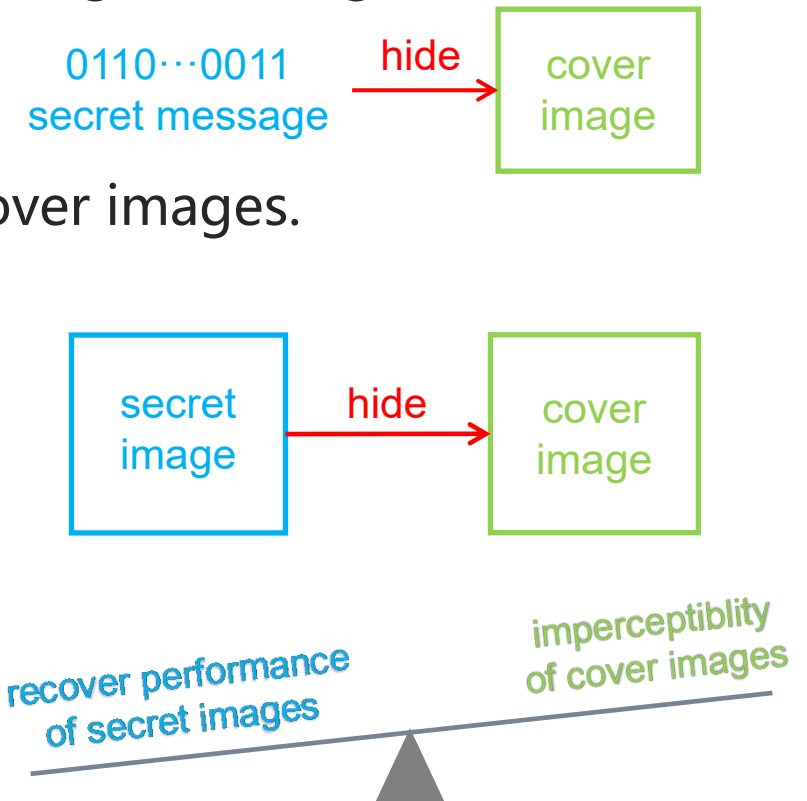 0110⋯0011
secret message
hide
cover
image
over images.
secret
image
hide
cover
image
recover performance
of secret images
imperceptiblity
of cover images